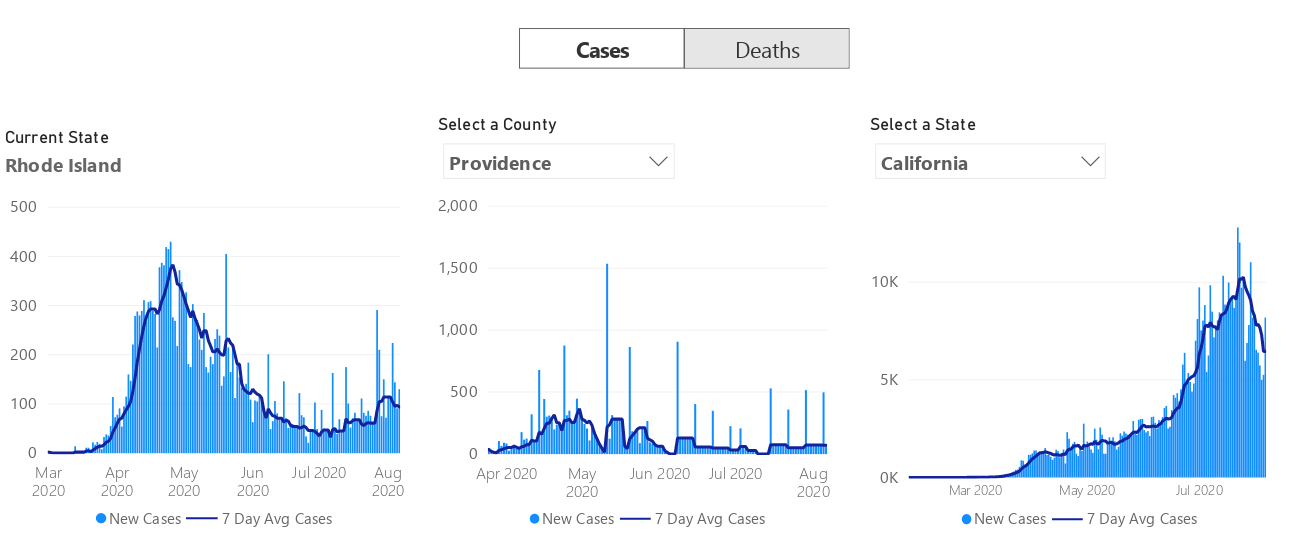 Cases Deaths
Current State
Rhode Island
500
400
300
200
100
0
Mar 2020
Apr 2020
May 2020
Jun 2020
Jul 2020
Aug 2020
New Cases 7 Day Avg Cases
Select a County
Providence
2,000
1,500
1,000
500
0
Apr 2020
May 2020
Jun 2020
Jul 2020
Aug 2020
New Cases 7 Day Avg Cases
Select a State
California
10K
5K
0K
Mar 2020
May 2020
Jul 2020
New Cases 7 Day Avg Cases